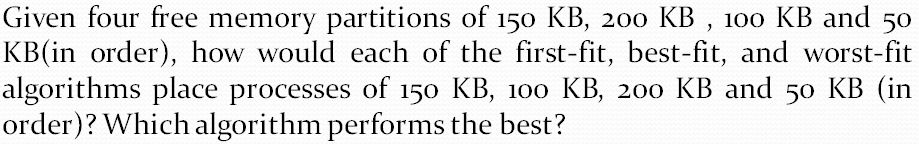 Given four free memory partitions of 150 KB, 200 KB , 100 KB and 50
KB(in order), how would each of the first-fit, best-fit, and worst-fit
algorithms place processes of 150 KB, 100 KB, 200 KB and 50 KB (in
order)? Which algorithm performs the best?